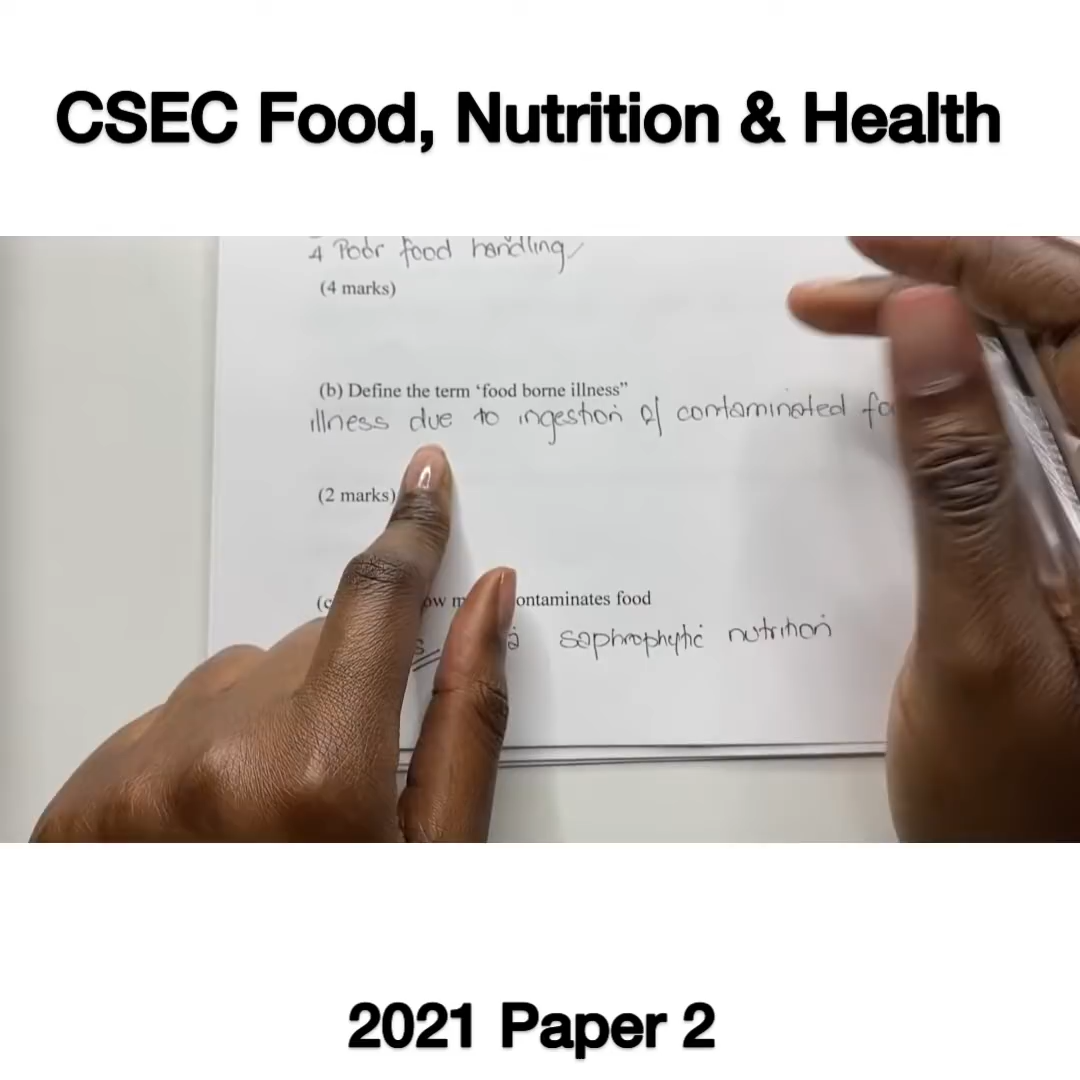 CSEC Food, Nutrition & Health
4 Poor food handling
(4 marks)
(b) Define the term ‘food borne illness”
illness due to ingestion of contaminated fo
(2 marks)
(c ow m ontaminates food
s saphrophytic nutrition
2021 Paper 2